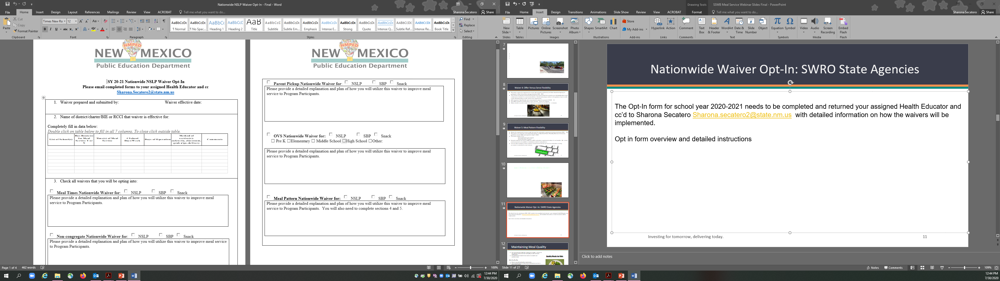 Nationwide NSLP Waiver Opt-In - Final - Word
File Home Insert Design Layout References Mailings Review View ACROBAT Tell me what you want to do... Sharona Secatero Share
Paste
Cut
Copy
Format Painter
Times New Ro 12
AaBbCcDc AaBbCcDc AaBbCc AaBbCcE AaB AaBbCcD AaBbCcDc AaBbCcDc AaBbCcDc AaBbCcDc AaBbCcDc AaBbCcDc AABBCCDD AABBCCDD AaBbCcDc
¶ Normal ¶ No Spac... Heading 1 Heading 2 Title Subtitle Subtle Em... Emphasis Intense E... Strong Quote Intense Q... Subtle Ref... Intense Re... Book Title
Find
Replace
Select
Clipboard Font Paragraph Styles Editing
NMPED
NEW MEXICO
Public Education Department
SY 20-21 Nationwide NSLP Waiver Opt-In
Please email completed forms to your assigned Health Educator and cc
Sharona.Secatero2@state.nm.us
1. Waiver prepared and submitted by: Waiver effective date:
2. Name of district/charter/BIE or RCCI that waiver is effective for:
Completely fill in data below:
Double click on table below to fill in all 7 columns. To close click outside table.
List of School(s)
Bus Route(s) for Meal Service Y or N
Time(s) of Meal Service
# School Days/Week
Days of Operation
Method of service(s); cafeteria, classroom, grab n'go, delivery
Comments
3. Check all waivers that you will be opting into:
Meal Times Nationwide Waiver for: NSLP SBP Snack
Please provide a detailed explanation and plan of how you will utilize this waiver to improve meal
service to Program Participants.
Non-congregate Nationwide Waiver for: NSLP SBP Snack
Please provide a detailed explanation and plan of how you will utilize this waiver to improve meal service
to Program Participants.
NMPED
NEW MEXICO
Public Education Department
Parent Pickup Nationwide Waiver for: NSLP SBP Snack
Please provide a detailed explanation and plan of how you will utilize this waiver to improve meal
service to Program Participants.
OVS Nationwide Waiver for: NSLP SBP Snack
☐ Pre K ☐Elementary ☐ Middle School ☐High School ☐Other:
Please provide a detailed explanation and plan of how you will utilize this waiver to improve meal
service to Program Participants.
Meal Pattern Nationwide Waiver for: NSLP SBP Snack
Please provide a detailed explanation and plan of how you will utilize this waiver to improve meal
service to Program Participants. You will also need to complete sections 4 and 5.
Page 1 of 4 462 words 100%
12:44 PM
7/30/2020
SSWB Meal Service Webinar Slides Final - PowerPoint
Drawing Tools
File Home Insert Design Transitions Animations Slide Show Review View ACROBAT Format Tell me what you want to do... Sharona Secatero Share
New Slide
Table
Pictures
Online Pictures
Screenshot
Photo Album
Shapes
SmartArt
Chart
Store
My Add-ins
Hyperlink
Action
Comment
Text Box
Header & Footer
WordArt
Date & Time
Slide Number
Object
Equation
Symbol
Video
Audio
Screen Recording
Embed Flash
Slides Tables Images Illustrations Add-ins Links Comments Text Symbols Media Flash
7
8
Waiver 4: Offer Versus Serve Flexibility
9
Waiver 5: Meal Pattern Flexibility
Substitutions
10
11
Nationwide Waiver Opt -In: SWRO State Agencies
12
Maintaining Meal Quality
Quality Meals for Kids
Nationwide Waiver Opt-In: SWRO State Agencies
The Opt-In form for school year 2020-2021 needs to be completed and returned your assigned Health Educator and
cc'd to Sharona Secatero Sharona.secatero2@state.nm.us with detailed information on how the waivers will be
implemented.
Opt in form overview and detailed instructions
Investing for tomorrow, delivering today. 11
Click to add notes
Slide 11 of 27 Notes Comments 109%
12:44 PM
7/30/2020